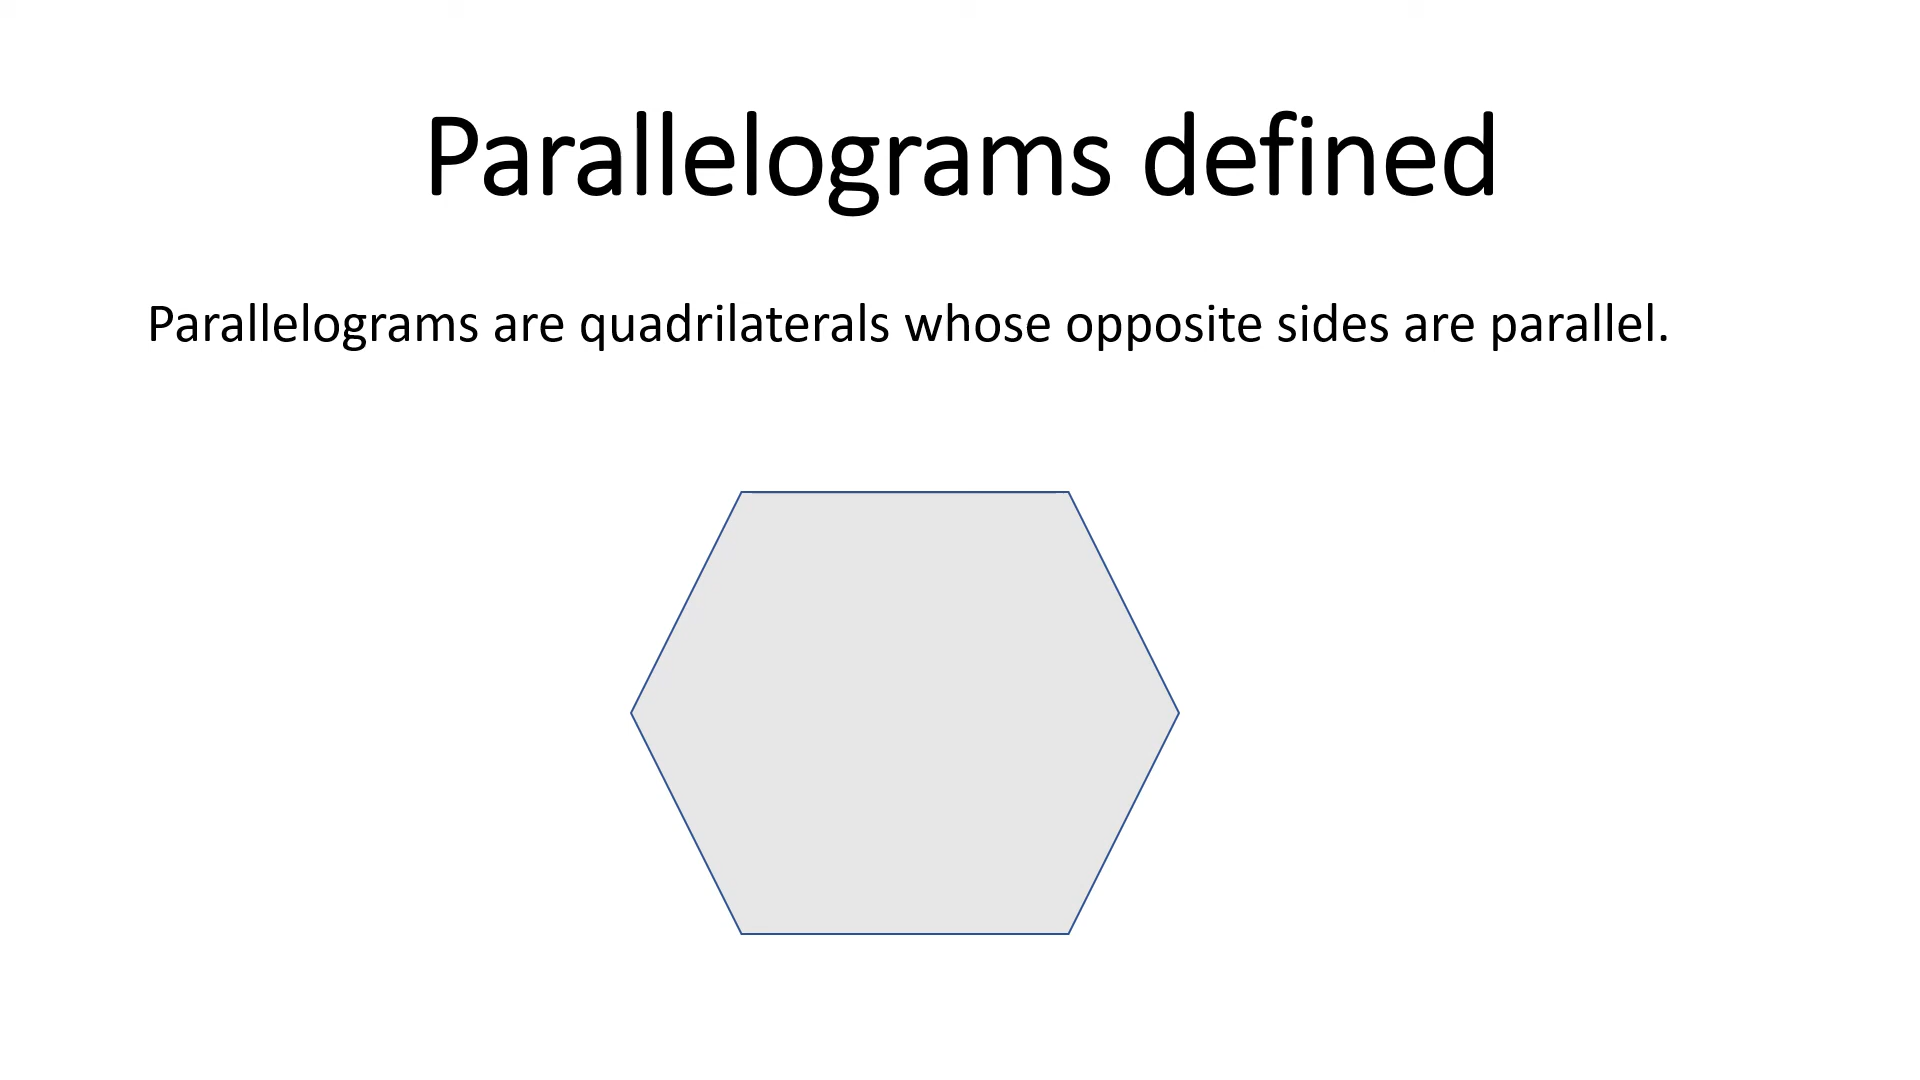 Parallelograms defined
Parallelograms are quadrilaterals whose opposite sides are parallel.